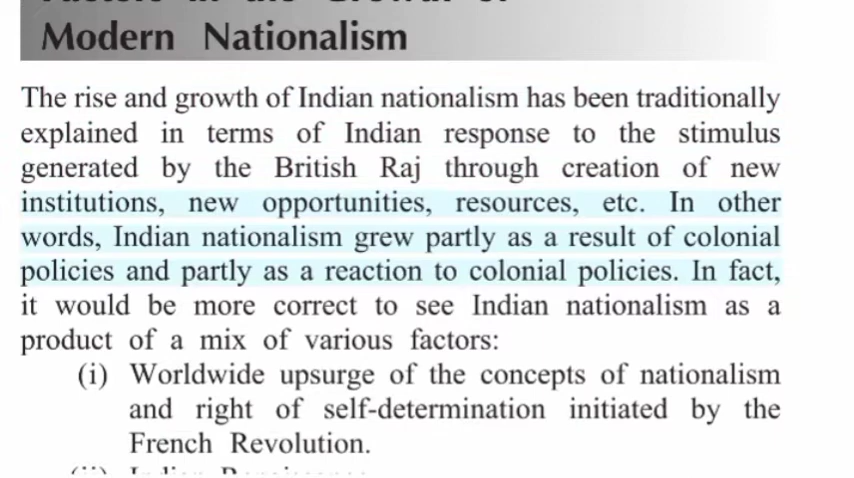 Modern Nationalism
The rise and growth of Indian nationalism has been traditionally
explained in terms of Indian response to the stimulus
generated by the British Raj through creation of new
institutions, new opportunities, resources, etc. In other
words, Indian nationalism grew partly as a result of colonial
policies and partly as a reaction to colonial policies. In fact,
it would be more correct to see Indian nationalism as a
product of a mix of various factors:
(i) Worldwide upsurge of the concepts of nationalism
and right of self-determination initiated by the
French Revolution.